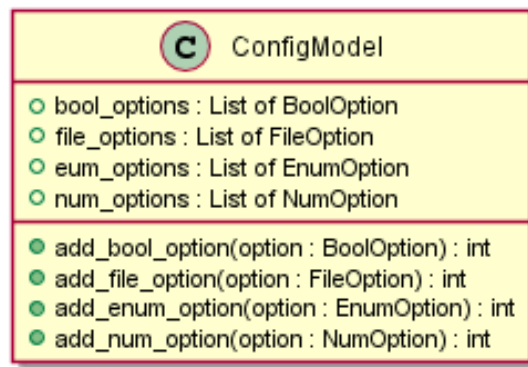 C ConfigModel
bool_options : List of BoolOption
file_options : List of FileOption
eum_options : List of EnumOption
num_options : List of NumOption
add_bool_option(option : BoolOption) : int
add_file_option(option : FileOption) : int
add_enum_option(option : EnumOption) : int
add_num_option(option : NumOption) : int